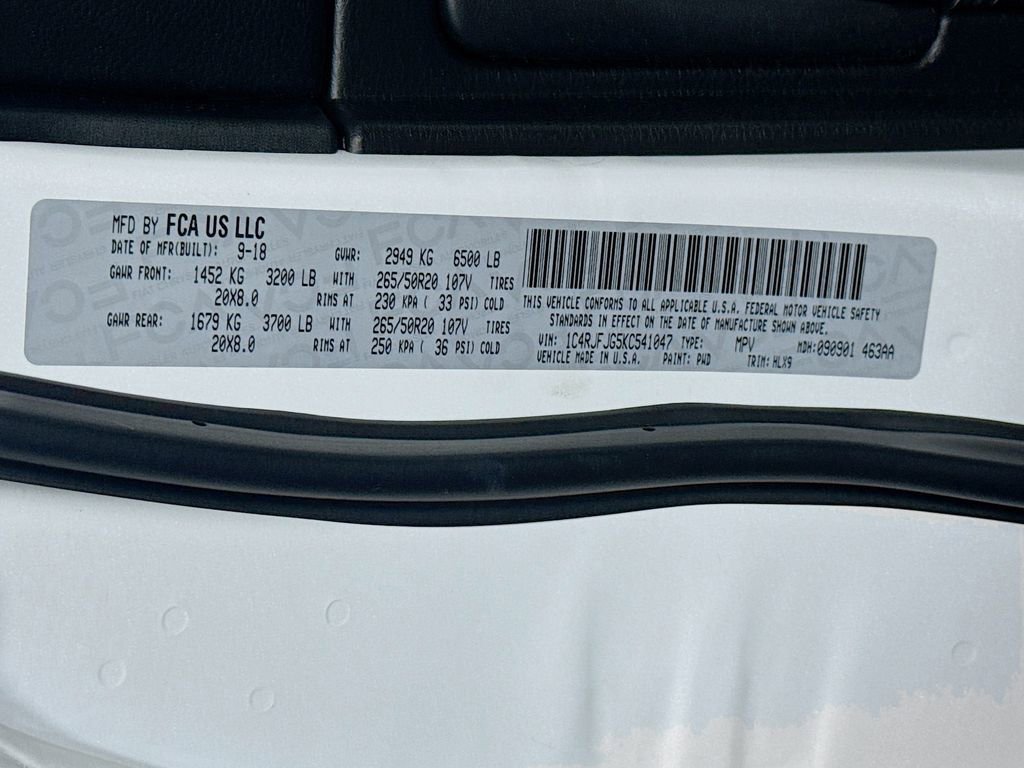 MFD BY FCA US LLC
DATE OF MFR(BUILT): 9-18 GVWR: 2949 KG 6500 LB
GAWR FRONT: 1452 KG 3200 LB WITH 265/50R20 107V TIRES
20X8.0 RIMS AT 230 KPA ( 33 PSI) COLD
GAWR REAR: 1679 KG 3700 LB WITH 265/50R20 107V TIRES
20X8.0 RIMS AT 250 KPA ( 36 PSI) COLD
THIS VEHICLE CONFORMS TO ALL APPLICABLE U.S.A. FEDERAL MOTOR VEHICLE SAFETY
STANDARDS IN EFFECT ON THE DATE OF MANUFACTURE SHOWN ABOVE.
VIN: 1C4RJFJG5KC541047 TYPE: MPV MDH:090901 463AA
VEHICLE MADE IN U.S.A. PAINT: PWD TRIM: HLX9